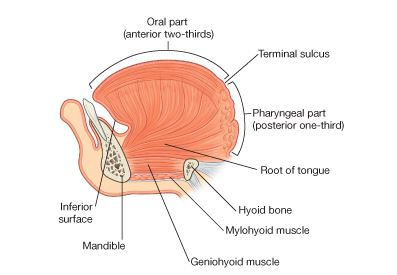 Oral part
(anterior two-thirds)
Terminal sulcus
Pharyngeal part
(posterior one-third)
Root of tongue
Hyoid bone
Mylohyoid muscle
Geniohyoid muscle
Inferior
surface
Mandible